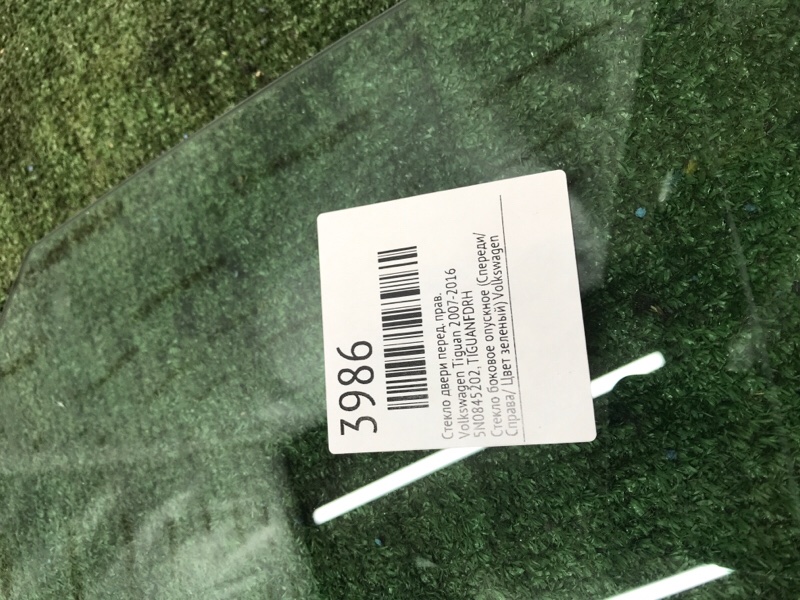 3986
Стекло двери перед. прав.
Volkswagen Tiguan 2007-2016
5N0845202, TIGUANFDRH
Стекло боковое опускное (Спереди/
Справа/ Цвет зеленый) Volkswagen